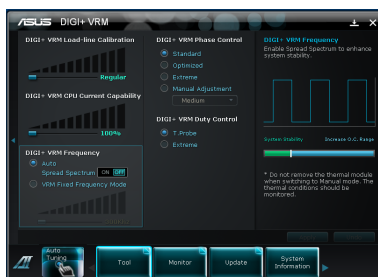 ASUS DIGI+ VRM
DIGI+ VRM Load-line Calibration
Regular
DIGI+ VRM CPU Current Capability
100%
DIGI+ VRM Frequency
Auto
Spread Spectrum ON OFF
VRM Fixed Frequency Mode
DIGI+ VRM Phase Control
Standard
Optimized
Extreme
Manual Adjustment
Medium
DIGI+ VRM Duty Control
T.Probe
Extreme
DIGI+ VRM Frequency
Enable Spread Spectrum to enhance
system stability.
System Stability Increase O.C. Range
* Do not remove the thermal module
when switching to Manual mode. The
thermal conditions should be
monitored.
Auto
Tuning
Tool
Monitor
Update
System
Information